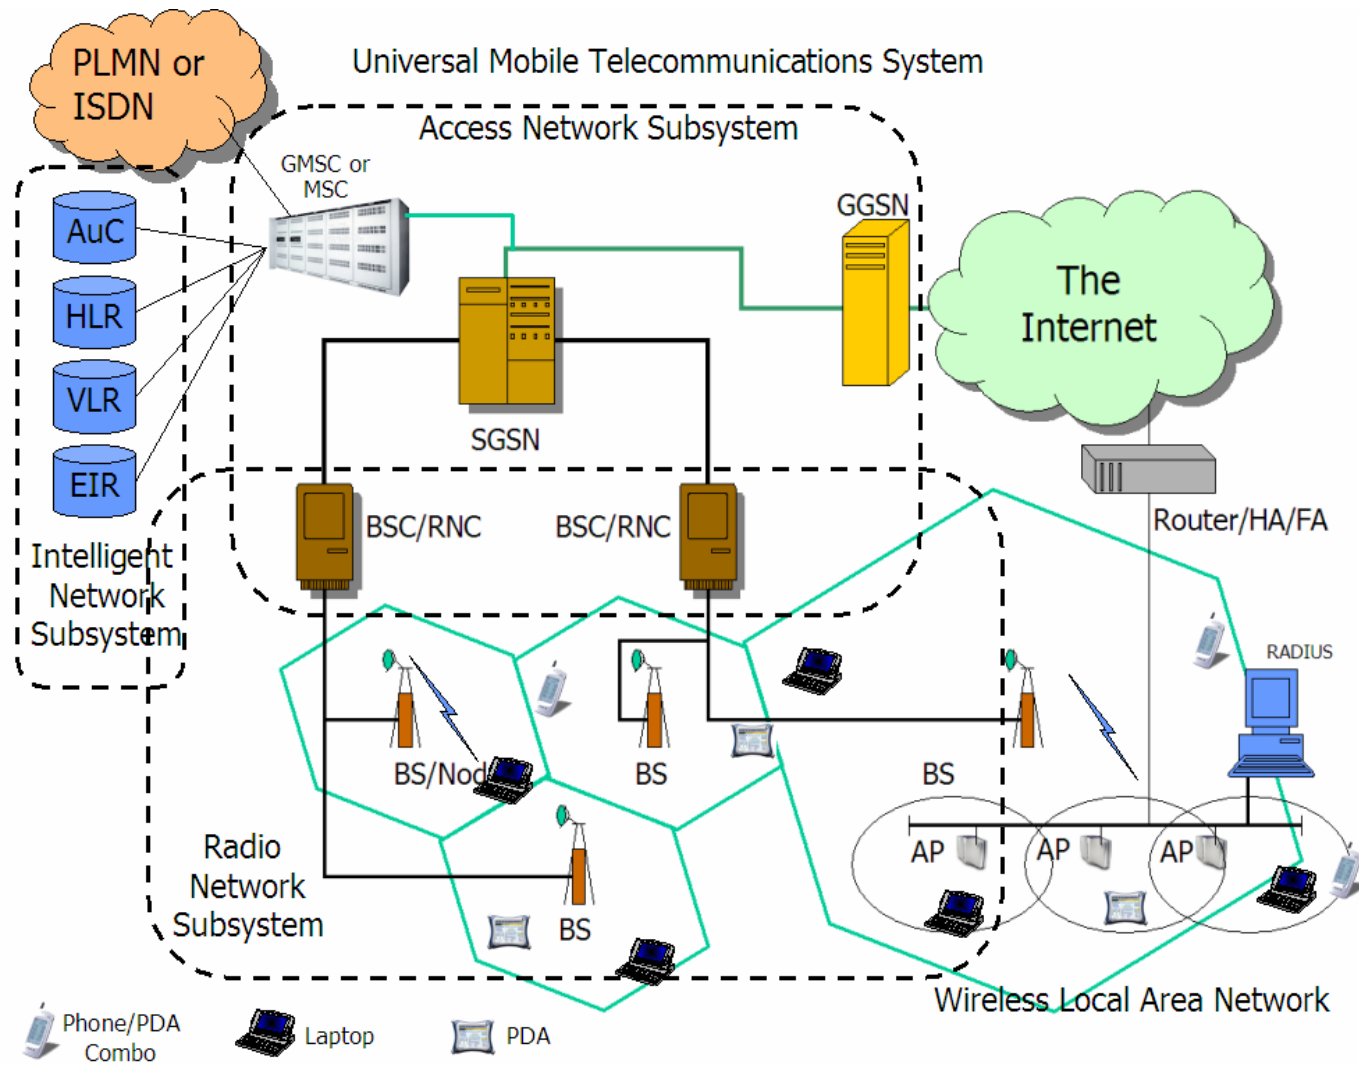 PLMN or
ISDN
Universal Mobile Telecommunications System
Access Network Subsystem
GMSC or
MSC
GGSN
AuC
HLR
VLR
EIR
The
Internet
SGSN
BSC/RNC
BSC/RNC
Router/HA/FA
Intelligent
Network
Subsystem
RADIUS
BS/Nod
BS
BS
AP
AP
AP
Radio
Network
Subsystem
BS
Wireless Local Area Network
Phone/PDA
Combo
Laptop
PDA